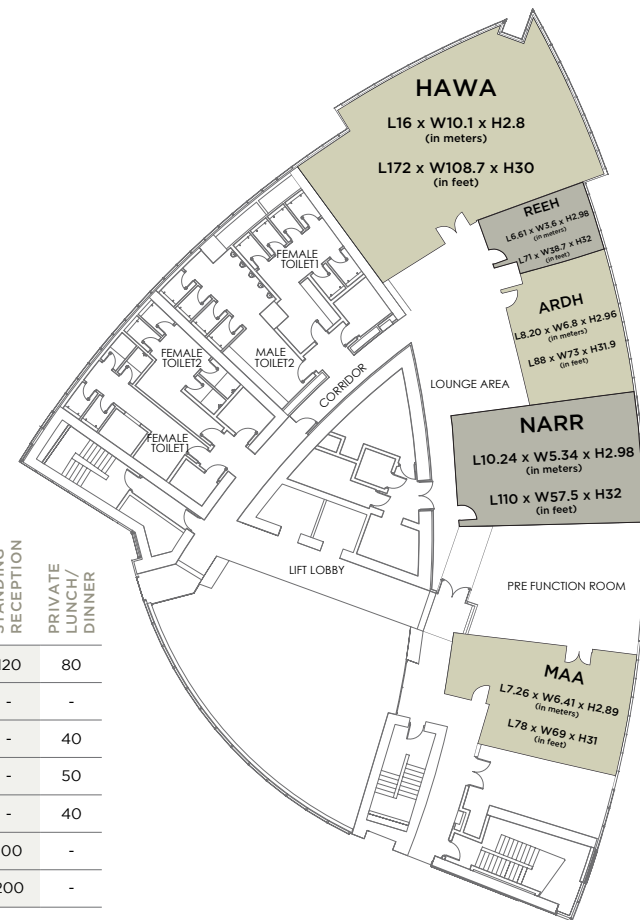 HAWA
L16 x W10.1 x H2.8
(in meters)
L172 x W108.7 x H30
(in feet)
REEH
L6.61 x W3.6 x H2.98
(in meters)
L71 x W38.7 x H32
(in feet)
FEMALE
TOILET1
ARDH
L8.20 x W6.8 x H2.96
(in meters)
L88 x W73 x H31.9
(in feet)
FEMALE
TOILET2
MALE
TOILET2
CORRIDOR
LOUNGE AREA
NARR
L10.24 x W5.34 x H2.98
(in meters)
L110 x W57.5 x H32
(in feet)
FEMALE
TOILET1
LIFT LOBBY
PRE FUNCTION ROOM
MAA
L7.26 x W6.41 x H2.89
(in meters)
L78 x W69 x H31
(in feet)
RECEPTION
PRIVATE
LUNCH/
DINNER
120 80
- -
- 40
- 50
- 40
00 -
200 -